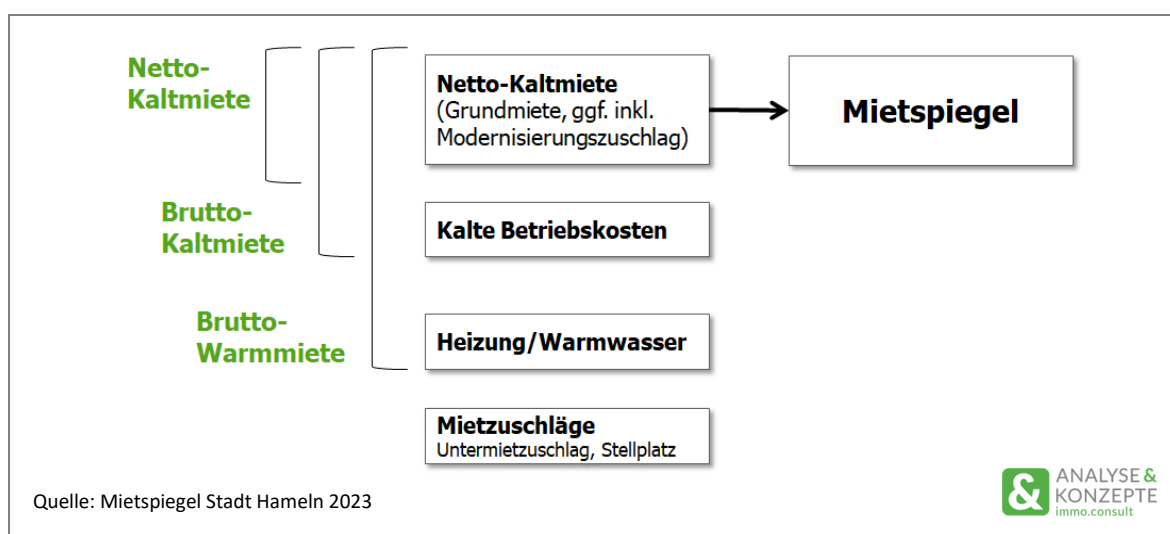 Netto-
Kaltmiete
Netto-Kaltmiete
(Grundmiete, ggf. inkl.
Modernisierungszuschlag)
Mietspiegel
Brutto-
Kaltmiete
Kalte Betriebskosten
Brutto-
Warmmiete
Heizung/Warmwasser
Mietzuschläge
Untermietzuschlag, Stellplatz
Quelle: Mietspiegel Stadt Hameln 2023
&
ANALYSE &
KONZEPTE
immo.consult